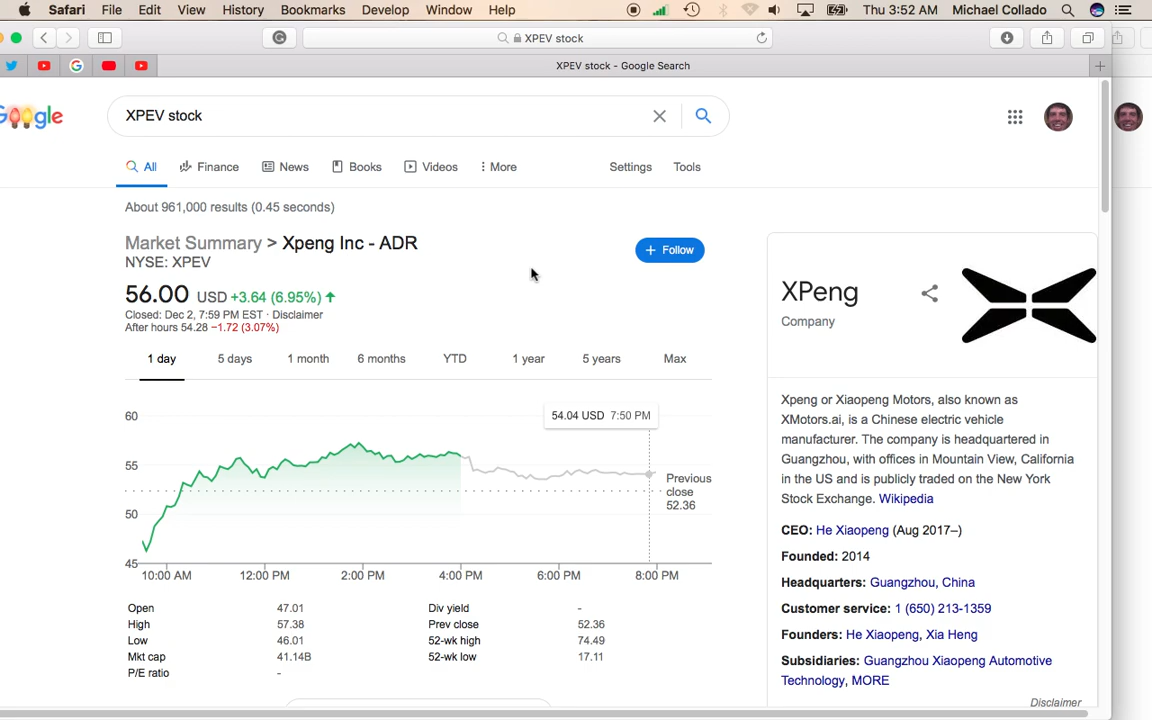 Safari File Edit View History Bookmarks Develop Window Help Thu 3:52 AM Michael Collado
XPEV stock
XPEV stock - Google Search
XPEV stock
All Finance News Books Videos More Settings Tools
About 961,000 results (0.45 seconds)
Market Summary > Xpeng Inc - ADR
NYSE: XPEV
+ Follow
56.00 USD +3.64 (6.95%)
Closed: Dec 2, 7:59 PM EST · Disclaimer
After hours 54.28 −1.72 (3.07%)
1 day 5 days 1 month 6 months YTD 1 year 5 years Max
54.04 USD 7:50 PM
60
55
50
45
Previous
close
52.36
10:00 AM 12:00 PM 2:00 PM 4:00 PM 6:00 PM 8:00 PM
Open 47.01 Div yield -
High 57.38 Prev close 52.36
Low 46.01 52-wk high 74.49
Mkt cap 41.14B 52-wk low 17.11
P/E ratio -
XPeng
Company
Xpeng or Xiaopeng Motors, also known as
XMotors.ai, is a Chinese electric vehicle
manufacturer. The company is headquartered in
Guangzhou, with offices in Mountain View, California
in the US and is publicly traded on the New York
Stock Exchange. Wikipedia
CEO: He Xiaopeng (Aug 2017–)
Founded: 2014
Headquarters: Guangzhou, China
Customer service: 1 (650) 213-1359
Founders: He Xiaopeng, Xia Heng
Subsidiaries: Guangzhou Xiaopeng Automotive
Technology, MORE
Disclaimer